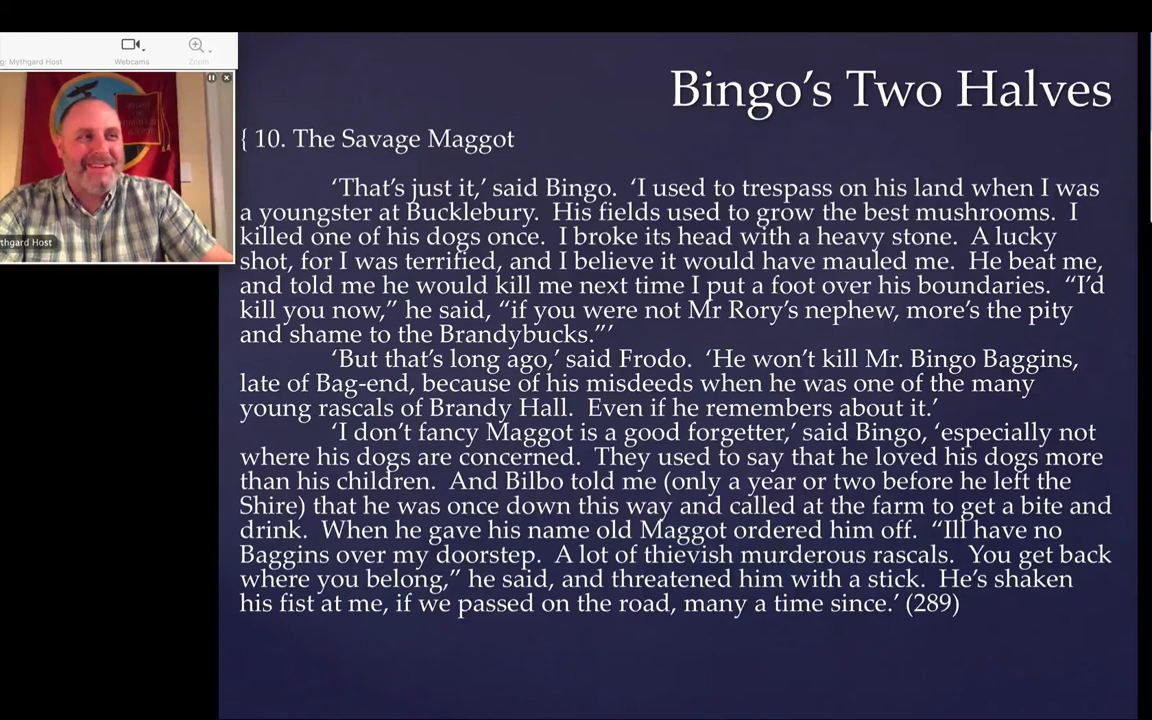 g: Mythgard Host
Webcams
Zoom
thgard Host
Bingo's Two Halves
{ 10. The Savage Maggot
'That's just it,' said Bingo. 'I used to trespass on his land when I was
a youngster at Bucklebury. His fields used to grow the best mushrooms. I
killed one of his dogs once. I broke its head with a heavy stone. A lucky
shot, for I was terrified, and I believe it would have mauled me. He beat me,
and told me he would kill me next time I put a foot over his boundaries. "I'd
kill you now," he said, "if you were not Mr Rory's nephew, more's the pity
and shame to the Brandybucks."'
'But that's long ago,' said Frodo. 'He won't kill Mr. Bingo Baggins,
late of Bag-end, because of his misdeeds when he was one of the many
young rascals of Brandy Hall. Even if he remembers about it.'
'I don't fancy Maggot is a good forgetter,' said Bingo, 'especially not
where his dogs are concerned. They used to say that he loved his dogs more
than his children. And Bilbo told me (only a year or two before he left the
Shire) that he was once down this way and called at the farm to get a bite and
drink. When he gave his name old Maggot ordered him off. "Ill have no
Baggins over my doorstep. A lot of thievish murderous rascals. You get back
where you belong," he said, and threatened him with a stick. He's shaken
his fist at me, if we passed on the road, many a time since.' (289)